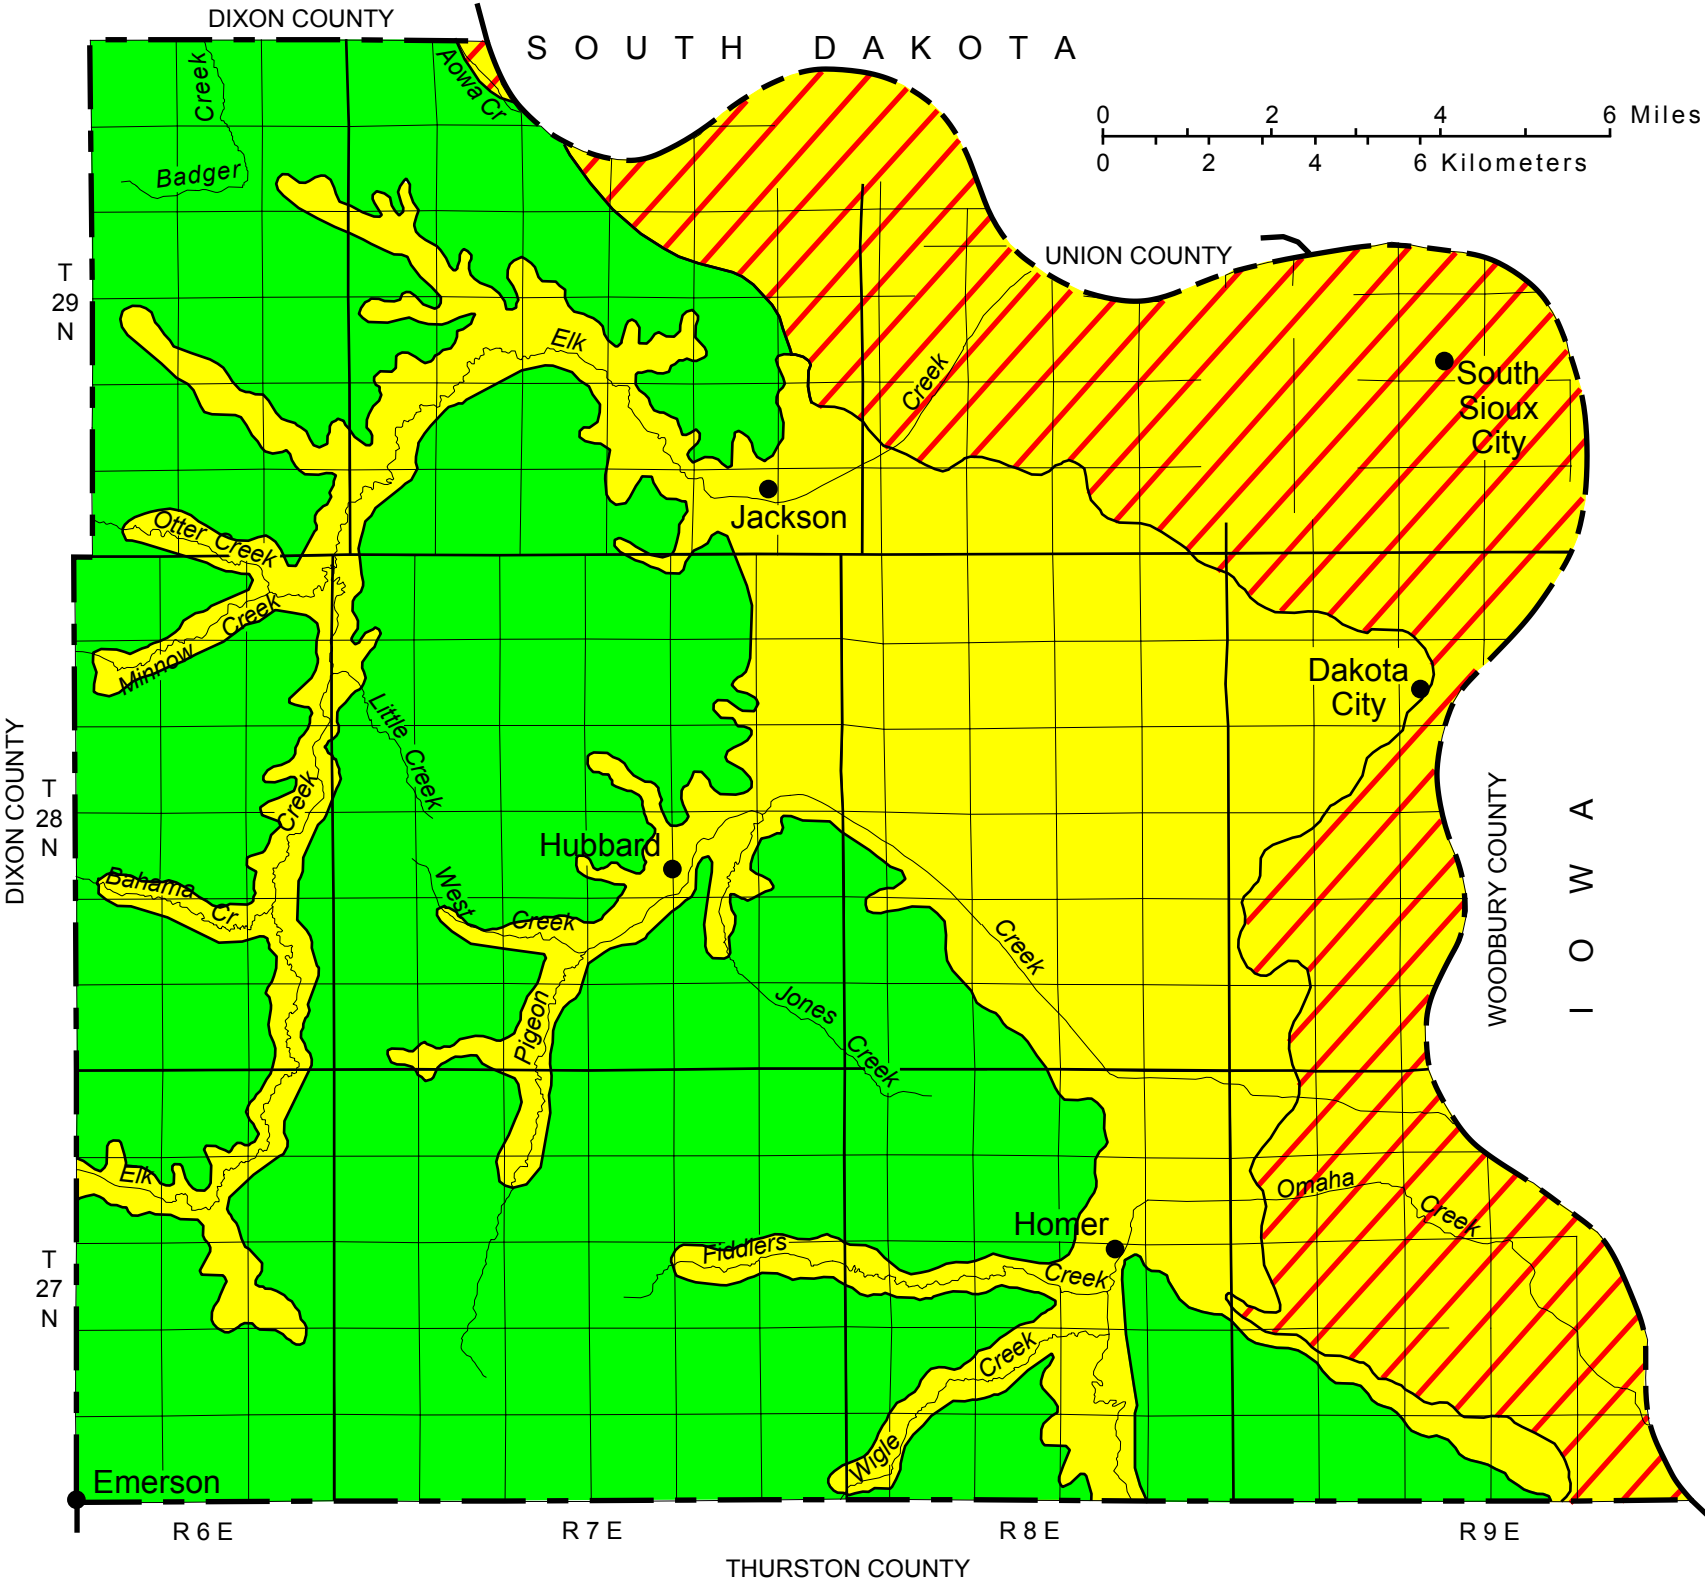 DIXON COUNTY
SOUTH DAKOTA
Creek
Aowa Cr
0 2 4 6 Miles
0 2 4 6 Kilometers
Badger
UNION COUNTY
T
29
N
Elk
Creek
South
Sioux
City
Jackson
Otter Creek
Minnow Creek
Dakota
City
Little Creek
DIXON COUNTY
T
28
N
Creek
Hubbard
WOODBURY COUNTY
IOWA
Bahama Cr
West Creek
Creek
Pigeon
Jones Creek
Elk
Omaha Creek
Homer
T
27
N
Fiddlers Creek
Wigle Creek
Emerson
R 6 E
R 7 E
R 8 E
R 9 E
THURSTON COUNTY